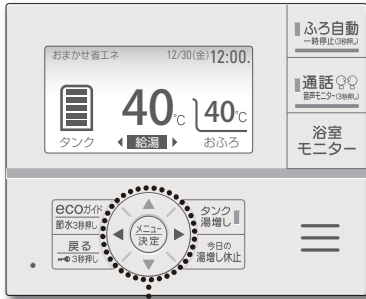 おまかせ省エネ 12/30(金)12:00.
40℃ 40℃
タンク 給湯 おふろ
ふろ自動
一時停止(3秒押し)
通話
音声モニター(3秒押し)
浴室
モニター
ecoガイド
節水3秒押し
戻る
3秒押し
メニュー
決定
タンク
湯増し
今日の
湯増し休止